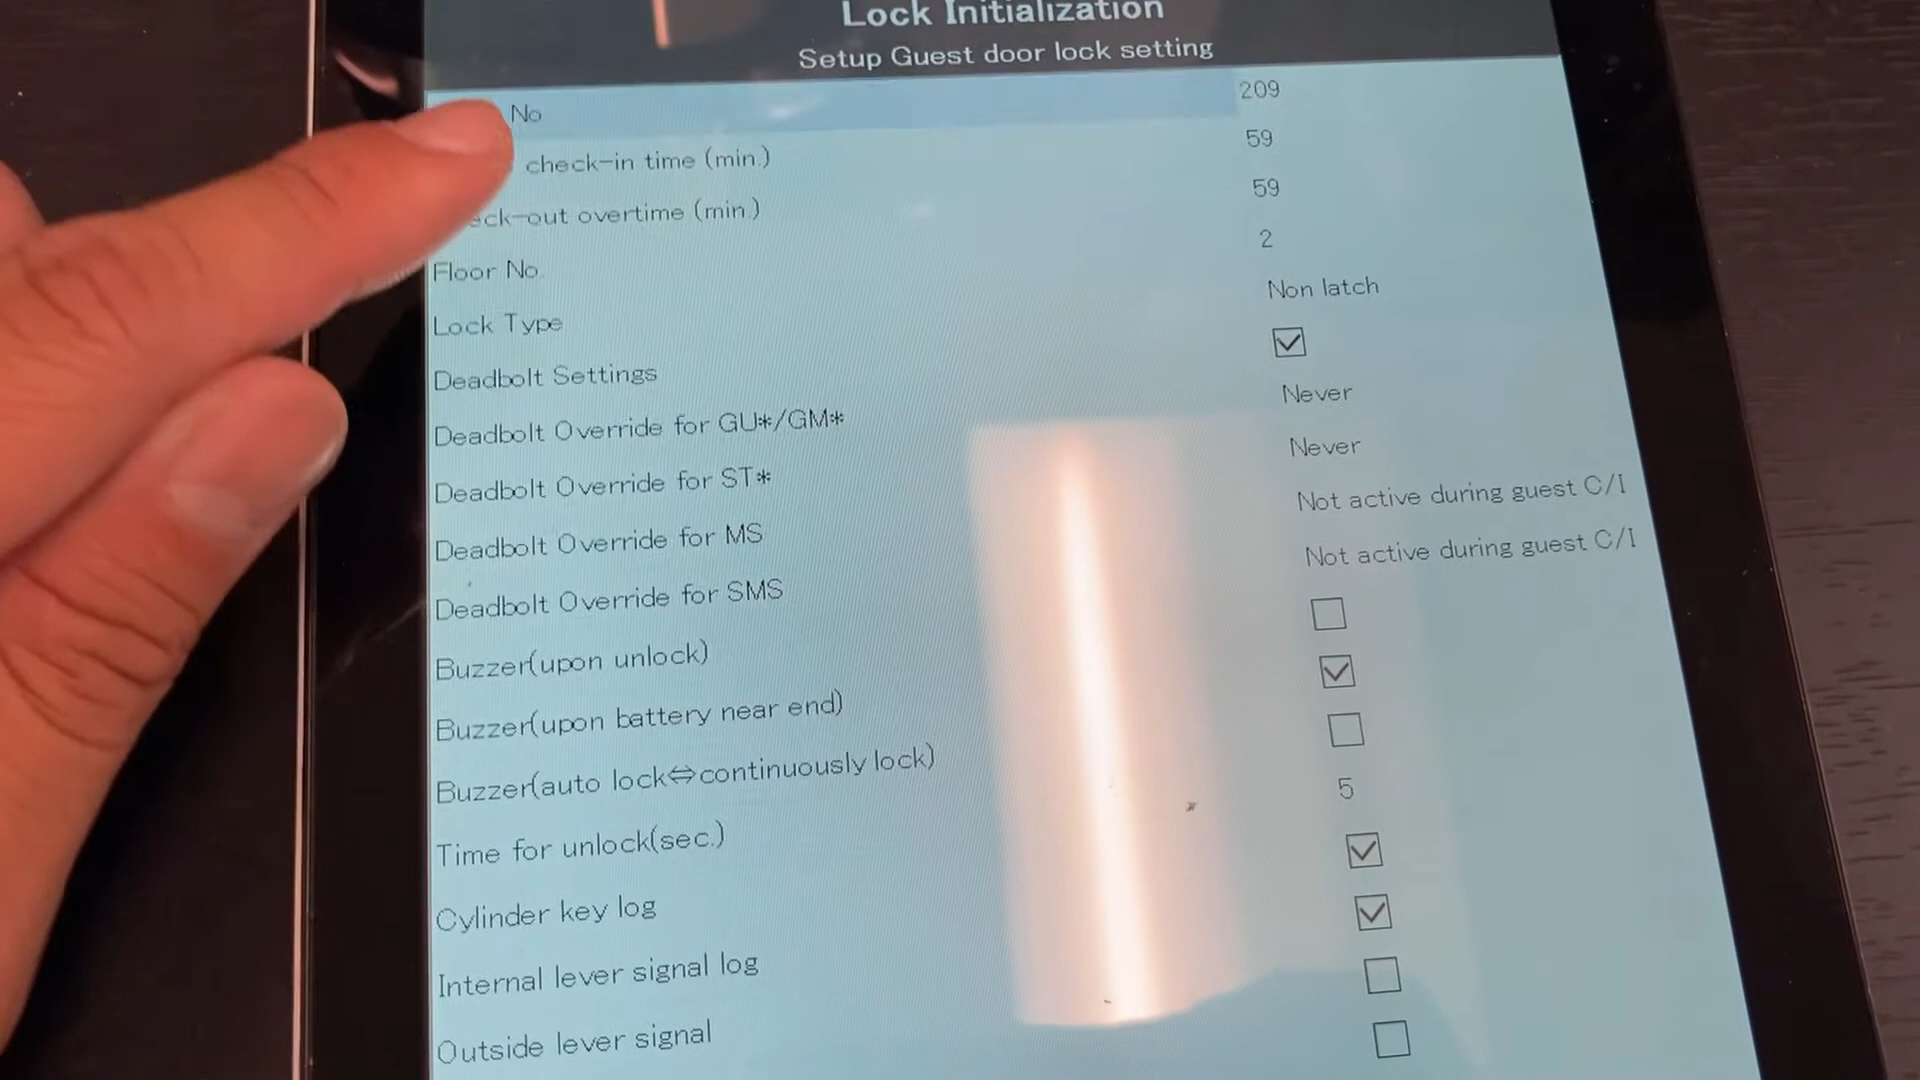 Lock Initialization
Setup Guest door lock setting
No 209
check-in time (min.) 59
ck-out overtime (min.) 59
Floor No. 2
Lock Type Non latch
Deadbolt Settings
Deadbolt Override for GU*/GM* Never
Deadbolt Override for ST* Never
Deadbolt Override for MS Not active during guest C/I
Deadbolt Override for SMS Not active during guest C/I
Buzzer(upon unlock)
Buzzer(upon battery near end)
Buzzer(auto lock⇔continuously lock)
Time for unlock(sec.) 5
Cylinder key log
Internal lever signal log
Outside lever signal